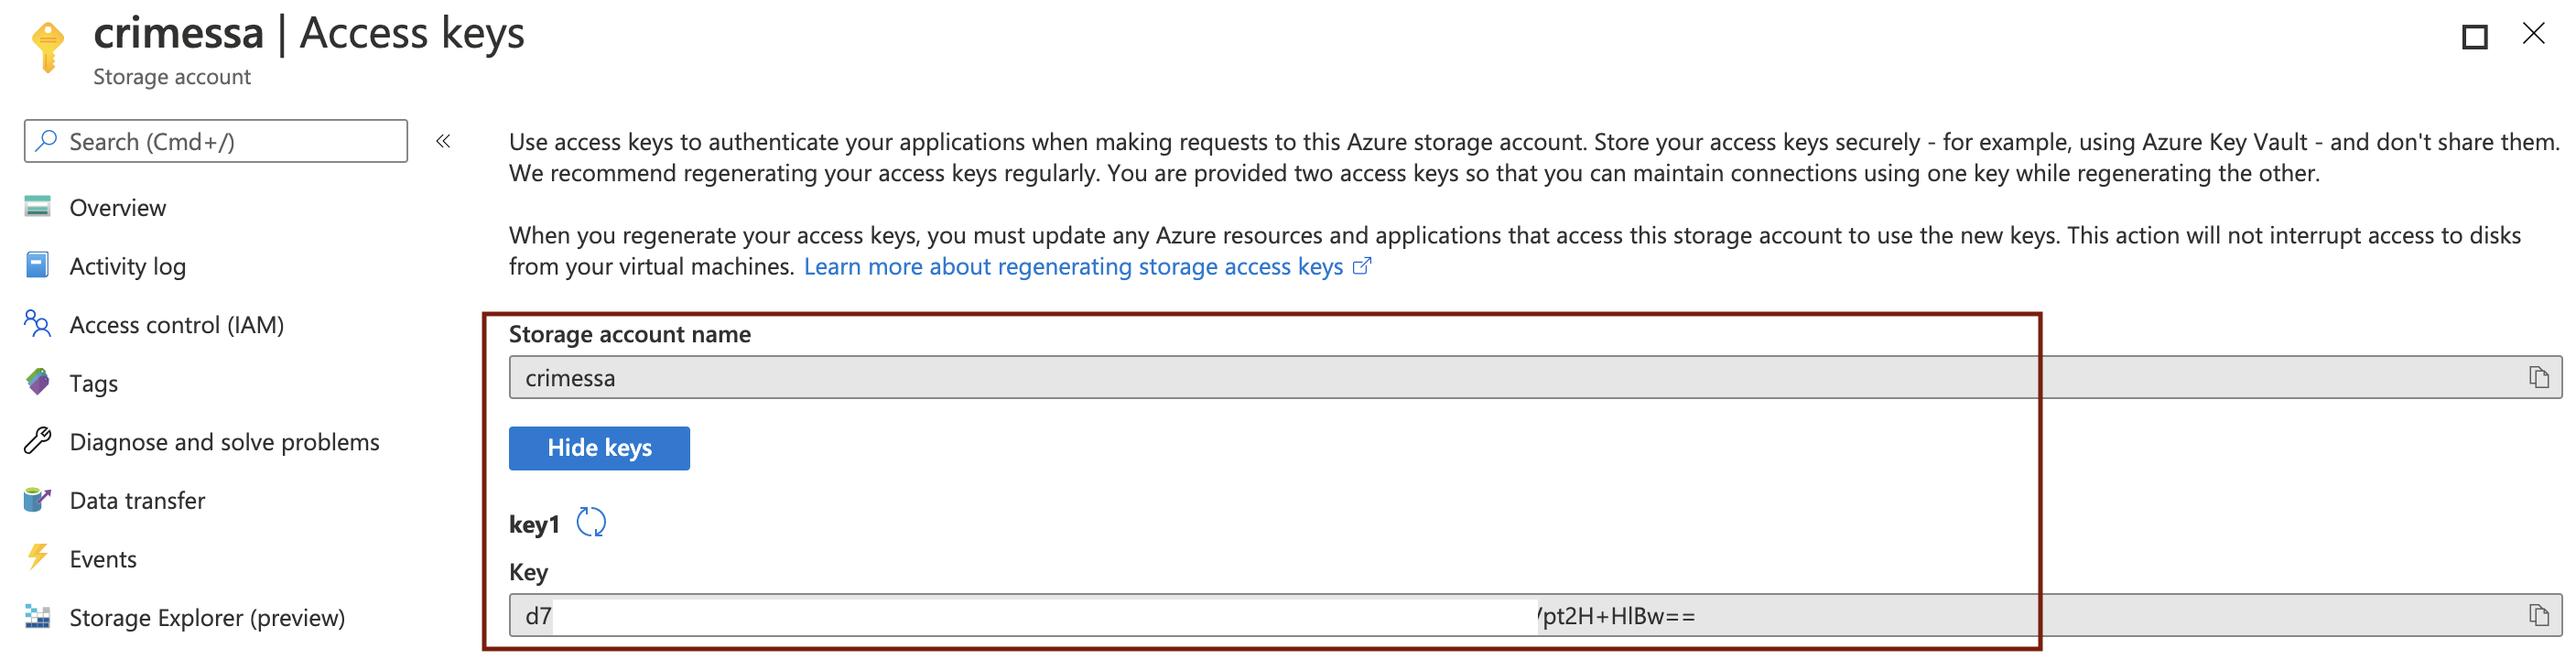 crimessa | Access keys
Storage account
Search (Cmd+/)
«
Overview
Activity log
Access control (IAM)
Tags
Diagnose and solve problems
Data transfer
Events
Storage Explorer (preview)
Use access keys to authenticate your applications when making requests to this Azure storage account. Store your access keys securely - for example, using Azure Key Vault - and don't share them.
We recommend regenerating your access keys regularly. You are provided two access keys so that you can maintain connections using one key while regenerating the other.
When you regenerate your access keys, you must update any Azure resources and applications that access this storage account to use the new keys. This action will not interrupt access to disks
from your virtual machines. Learn more about regenerating storage access keys
Storage account name
crimessa
Hide keys
key1
Key
d7 /pt2H+HlBw==